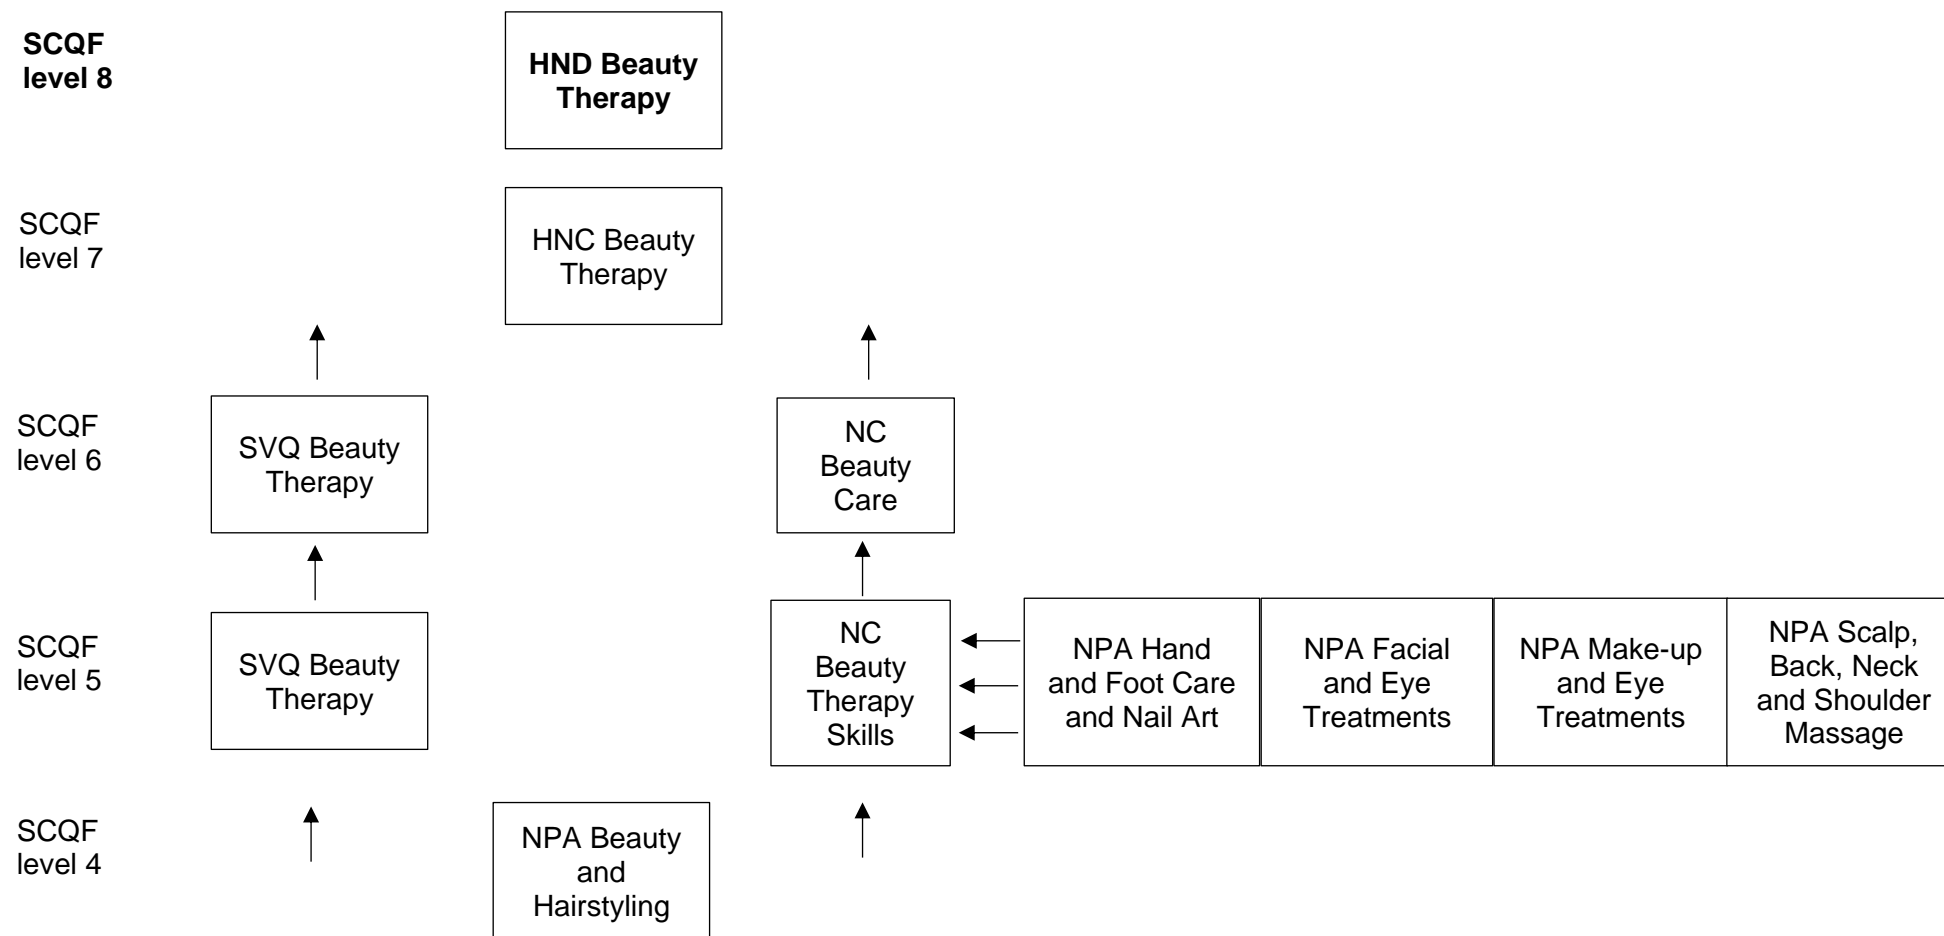 SCQF
level 8
HND Beauty
Therapy
SCQF
level 7
HNC Beauty
Therapy
SCQF
level 6
SVQ Beauty
Therapy
NC
Beauty
Care
SCQF
level 5
SVQ Beauty
Therapy
NC
Beauty
Therapy
Skills
NPA Hand
and Foot Care
and Nail Art
NPA Facial
and Eye
Treatments
NPA Make-up
and Eye
Treatments
NPA Scalp,
Back, Neck
and Shoulder
Massage
SCQF
level 4
NPA Beauty
and
Hairstyling